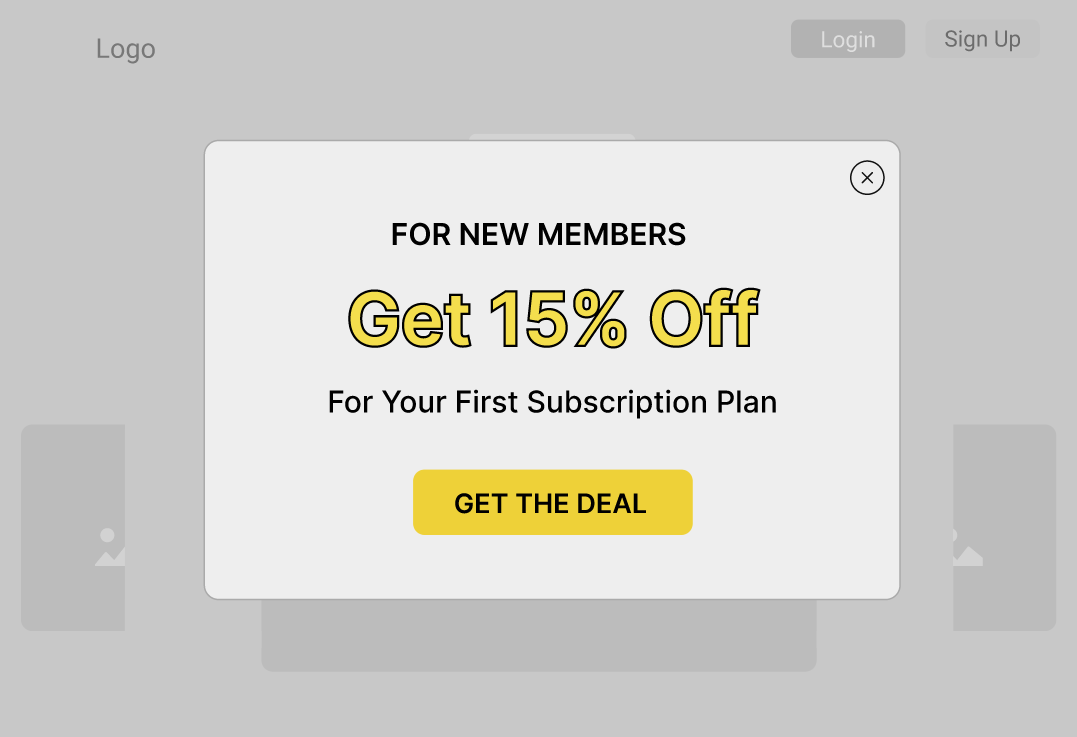 Logo
Login
Sign Up
FOR NEW MEMBERS
Get 15% Off
For Your First Subscription Plan
GET THE DEAL